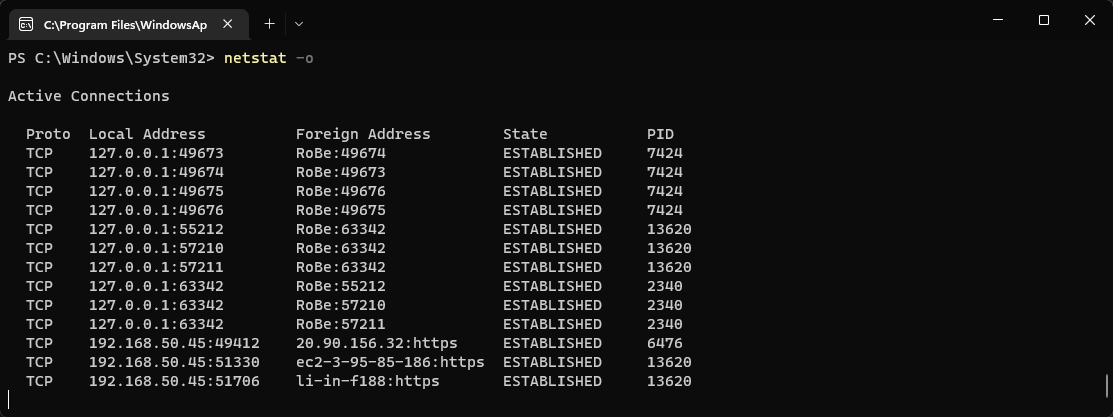 C:\Program Files\WindowsAp
PS C:\Windows\System32> netstat -o
Active Connections
Proto  Local Address          Foreign Address        State           PID
TCP    127.0.0.1:49673        RoBe:49674             ESTABLISHED     7424
TCP    127.0.0.1:49674        RoBe:49673             ESTABLISHED     7424
TCP    127.0.0.1:49675        RoBe:49676             ESTABLISHED     7424
TCP    127.0.0.1:49676        RoBe:49675             ESTABLISHED     7424
TCP    127.0.0.1:55212        RoBe:63342             ESTABLISHED     13620
TCP    127.0.0.1:57210        RoBe:63342             ESTABLISHED     13620
TCP    127.0.0.1:57211        RoBe:63342             ESTABLISHED     13620
TCP    127.0.0.1:63342        RoBe:55212             ESTABLISHED     2340
TCP    127.0.0.1:63342        RoBe:57210             ESTABLISHED     2340
TCP    127.0.0.1:63342        RoBe:57211             ESTABLISHED     2340
TCP    192.168.50.45:49412    20.90.156.32:https     ESTABLISHED     6476
TCP    192.168.50.45:51330    ec2-3-95-85-186:https  ESTABLISHED     13620
TCP    192.168.50.45:51706    li-in-f188:https       ESTABLISHED     13620